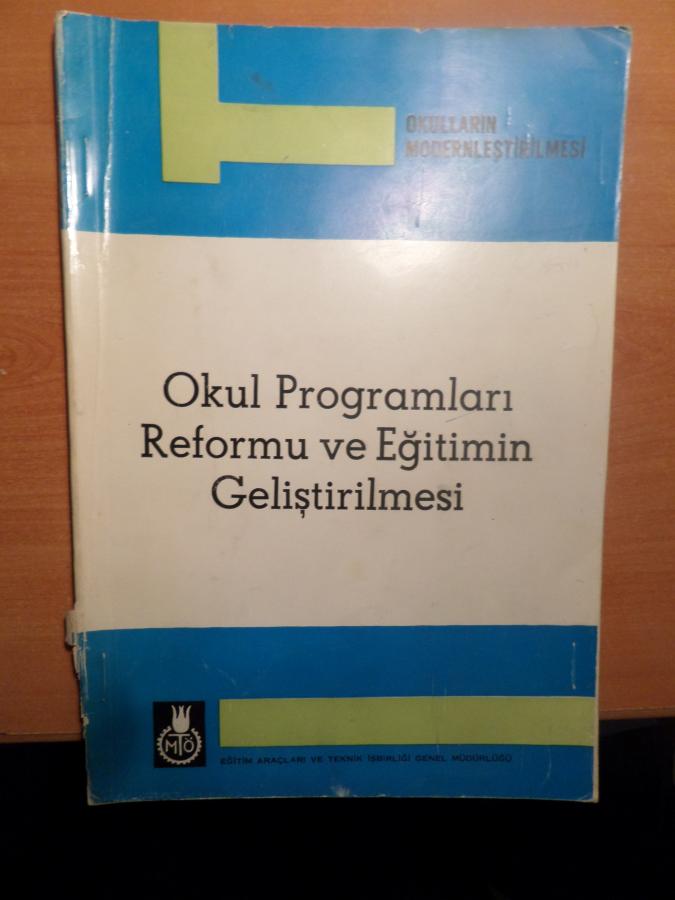 OKULLARIN
MODERNLEŞTİRİLMESİ
Okul Programları
Reformu ve Eğitimin
Geliştirilmesi
MTÖ
EĞİTİM ARAÇLARI VE TEKNİK İŞBİRLİĞİ GENEL MÜDÜRLÜĞÜ